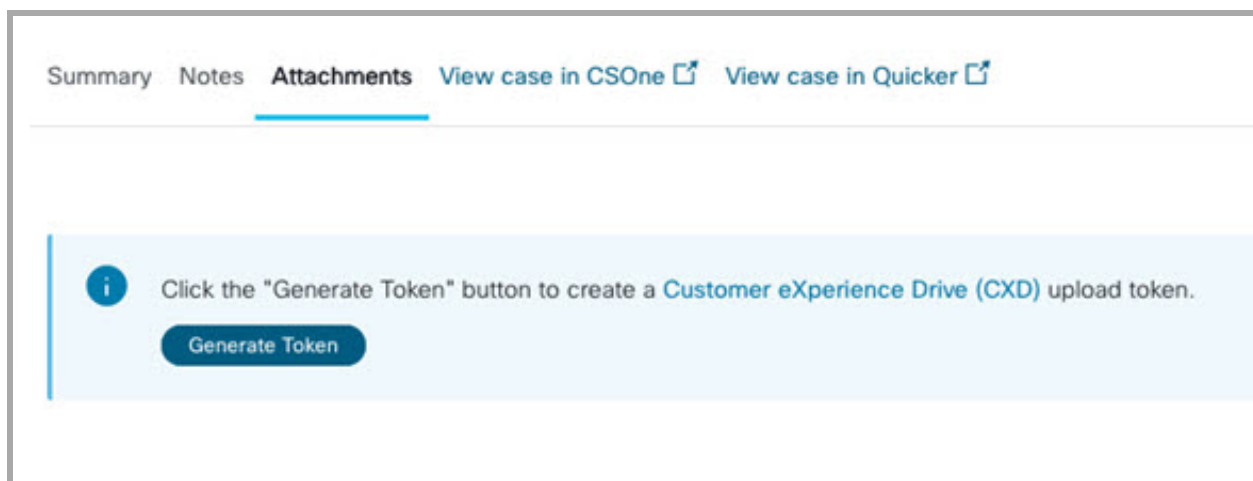 Summary Notes Attachments View case in CSOne View case in Quicker
Click the "Generate Token" button to create a Customer eXperience Drive (CXD) upload token.
Generate Token